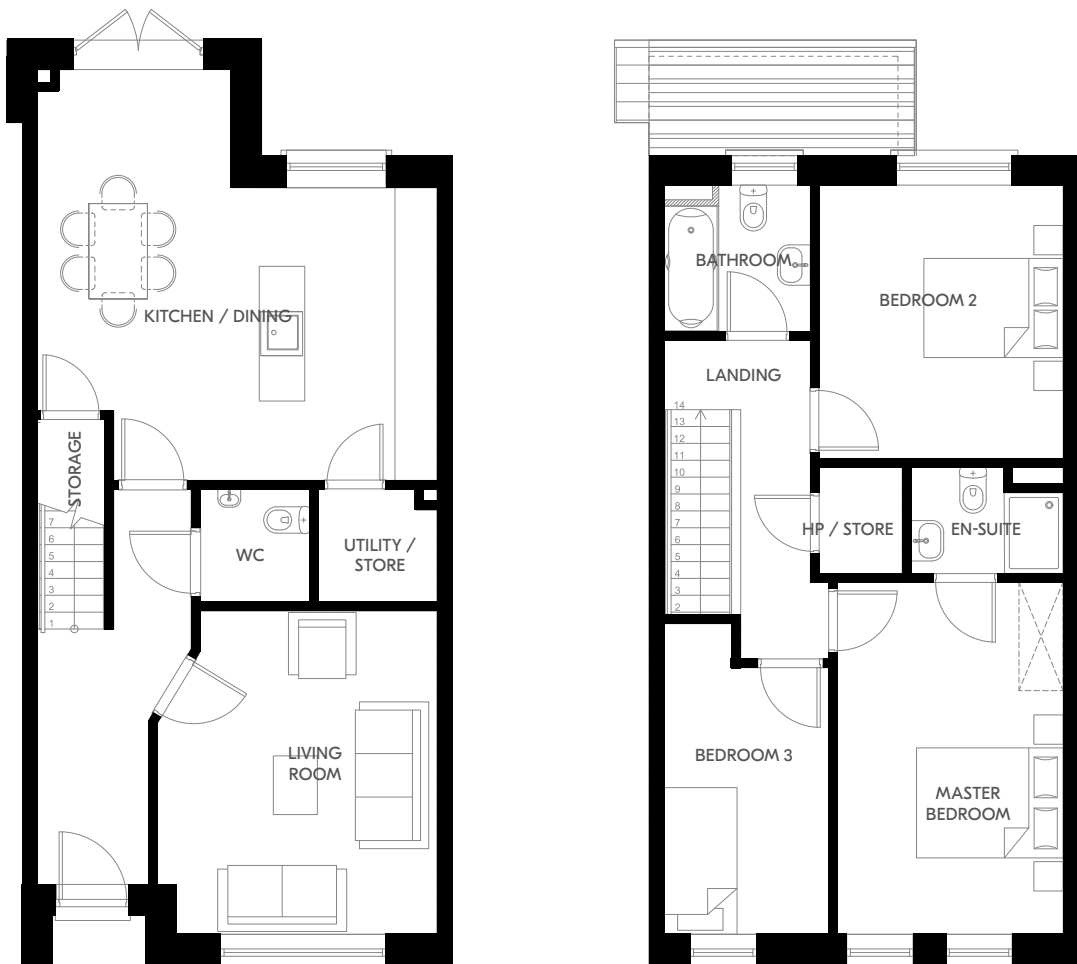 KITCHEN / DINING
STORAGE
7
6
5
4
3
2
1
WC
UTILITY /
STORE
LIVING
ROOM
BATHROOM
BEDROOM 2
LANDING
14
13
12
11
10
9
8
7
6
5
4
3
2
HP / STORE
EN-SUITE
BEDROOM 3
MASTER
BEDROOM